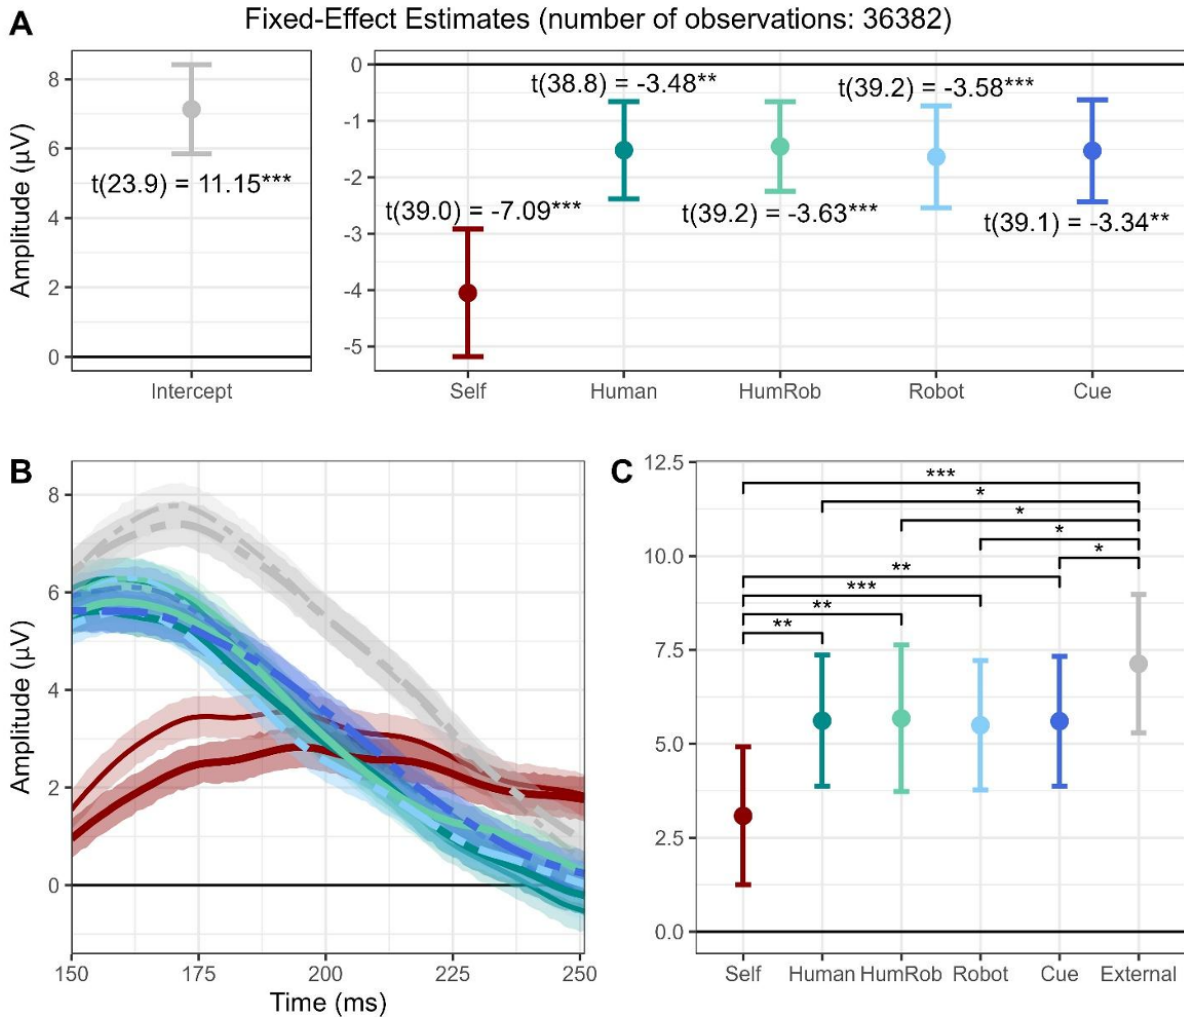 A
Fixed-Effect Estimates (number of observations: 36382)
Amplitude (µV)
8
6
4
2
0
t(23.9) = 11.15***
Intercept
0
-1
-2
-3
-4
-5
t(38.8) = -3.48**
t(39.2) = -3.58***
t(39.0) = -7.09***
t(39.2) = -3.63***
t(39.1) = -3.34**
Self
Human
HumRob
Robot
Cue
B
Amplitude (µV)
8
6
4
2
0
150
175
200
225
250
Time (ms)
C
12.5
10.0
7.5
5.0
2.5
0.0
***
*
*
*
*
**
***
**
**
Self
Human
HumRob
Robot
Cue
External